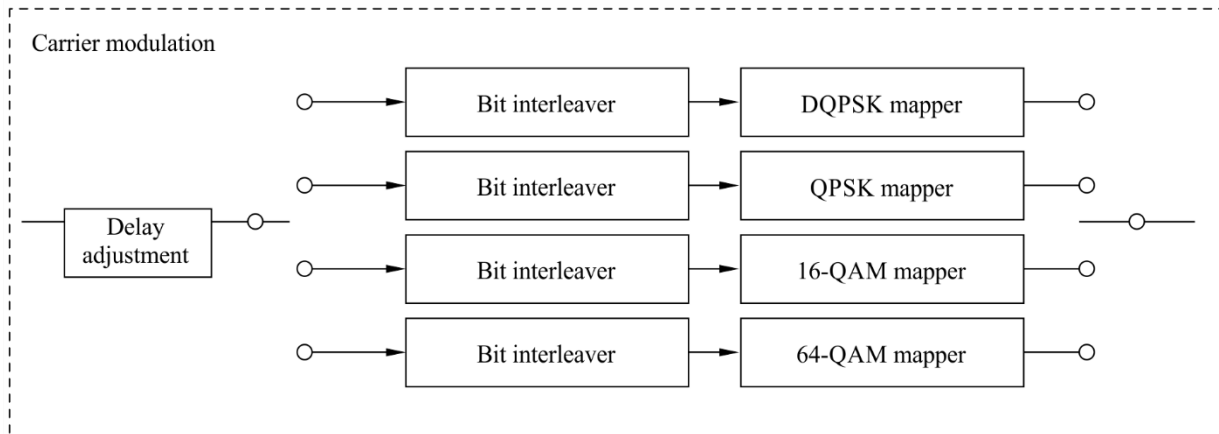 Carrier modulation
Bit interleaver
DQPSK mapper
Bit interleaver
QPSK mapper
Delay
adjustment
Bit interleaver
16-QAM mapper
Bit interleaver
64-QAM mapper